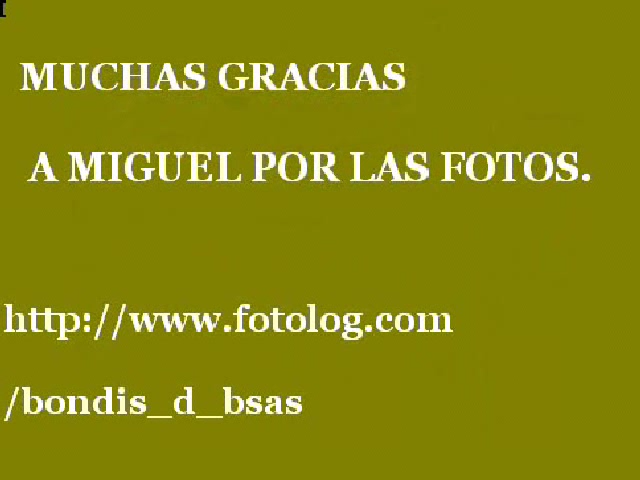 MUCHAS GRACIAS
A MIGUEL POR LAS FOTOS.
http://www.fotolog.com
/bondis_d_bsas